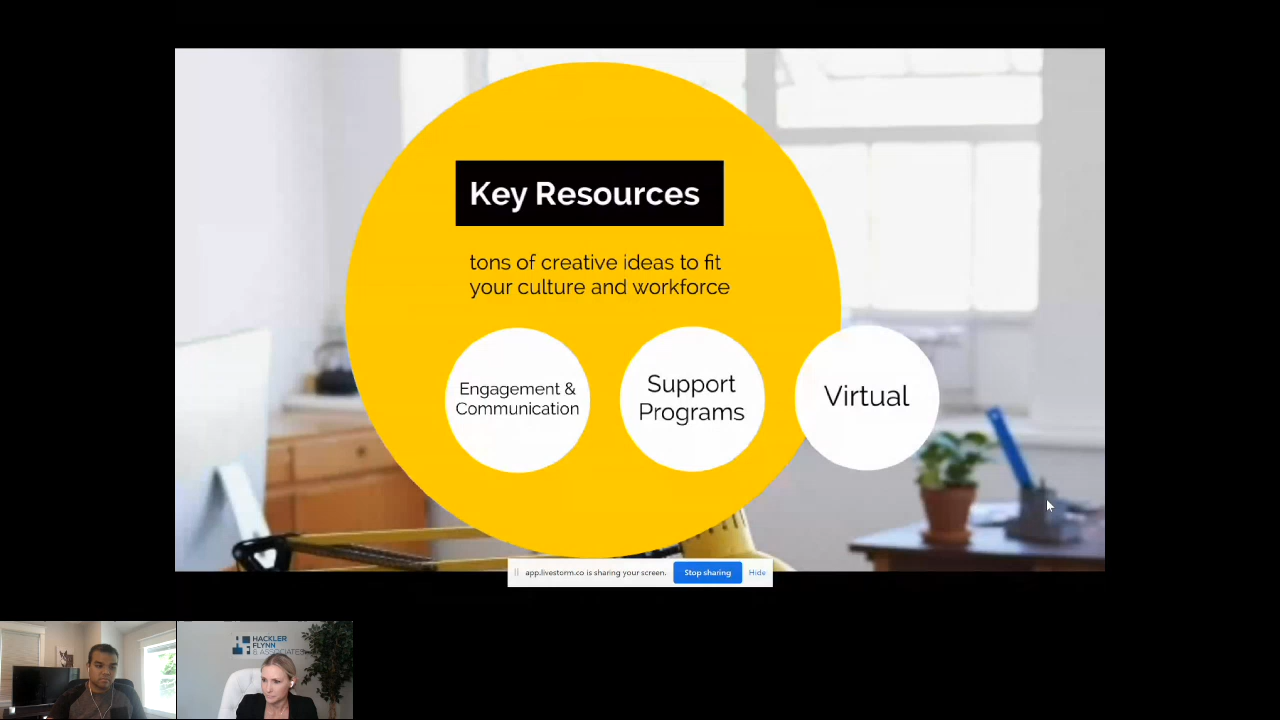 Key Resources
tons of creative ideas to fit
your culture and workforce
Engagement &
Communication
Support
Programs
Virtual
app.livestorm.co is sharing your screen.
Stop sharing
Hide
HACKLER
FLYNN
& ASSOCIATES